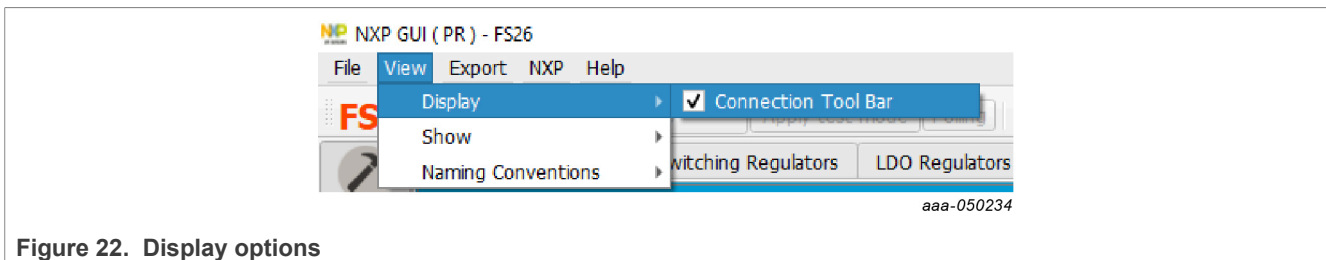 NXP NXP GUI ( PR ) - FS26
File View Export NXP Help
Display Connection Tool Bar
FS
Show
Naming Conventions
witching Regulators LDO Regulators
aaa-050234
Figure 22. Display options